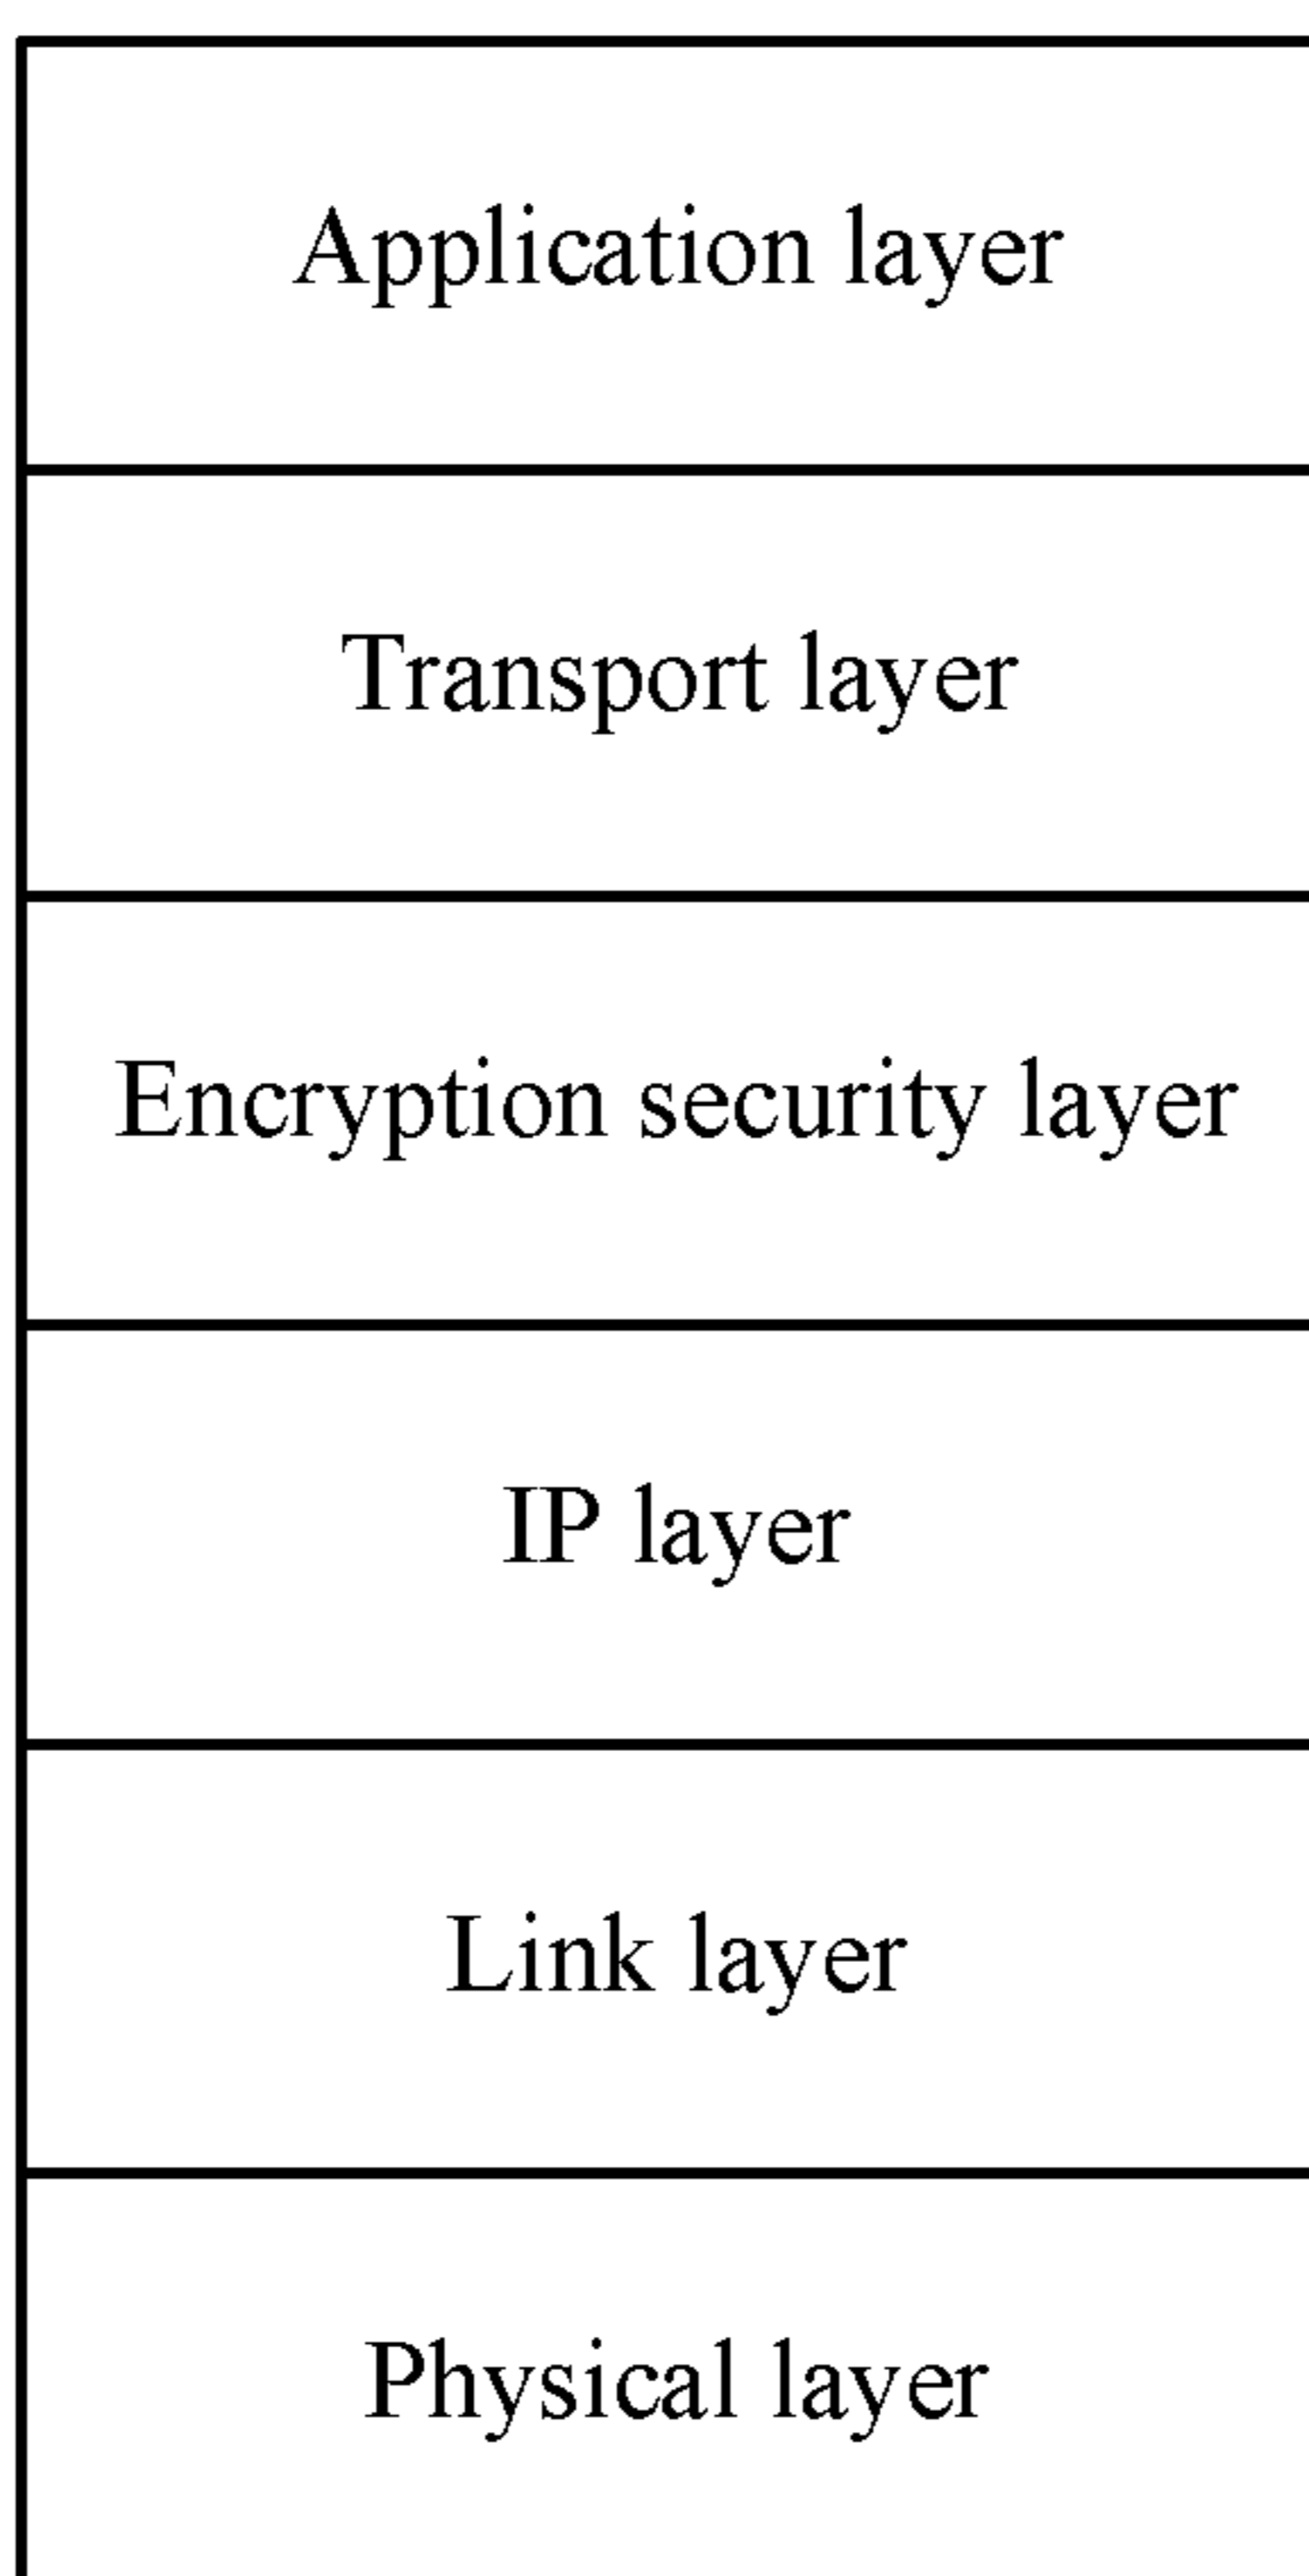 Application layer
Transport layer
Encryption security layer
IP layer
Link layer
Physical layer